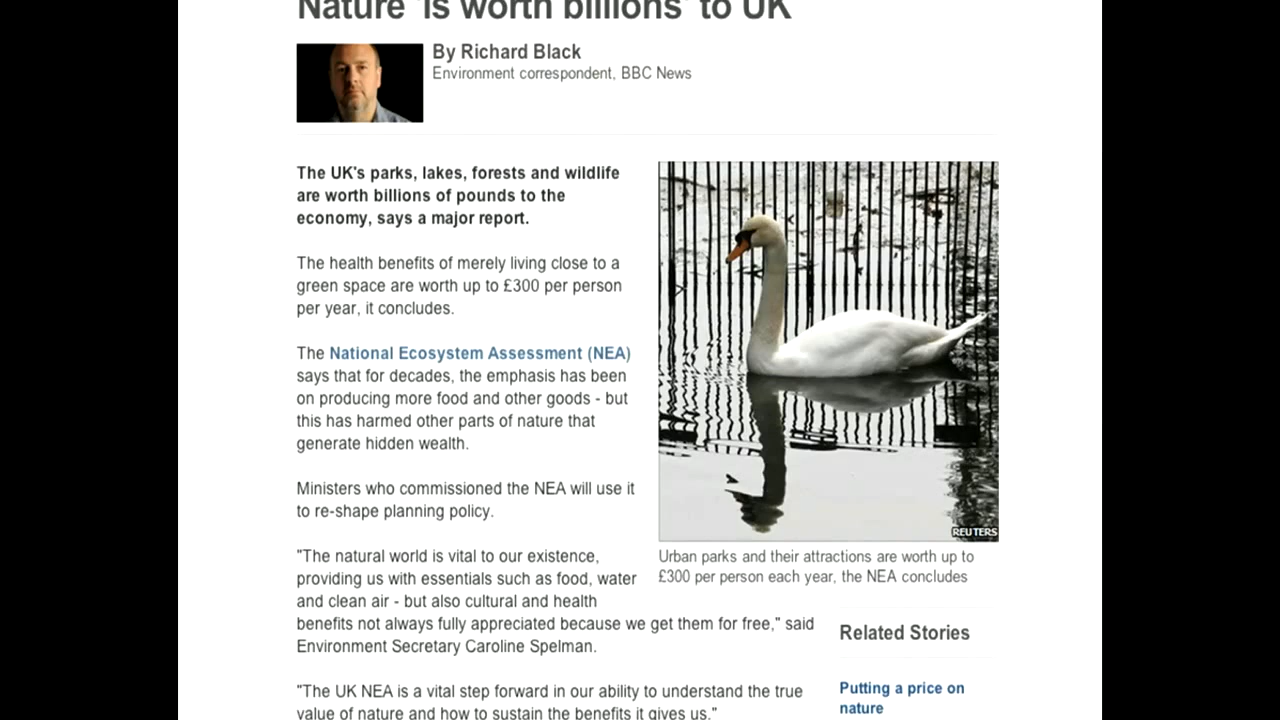 Nature 'is worth billions' to UK
By Richard Black
Environment correspondent, BBC News
The UK's parks, lakes, forests and wildlife
are worth billions of pounds to the
economy, says a major report.
The health benefits of merely living close to a
green space are worth up to £300 per person
per year, it concludes.
The National Ecosystem Assessment (NEA)
says that for decades, the emphasis has been
on producing more food and other goods - but
this has harmed other parts of nature that
generate hidden wealth.
Ministers who commissioned the NEA will use it
to re-shape planning policy.
"The natural world is vital to our existence,
providing us with essentials such as food, water
and clean air - but also cultural and health
benefits not always fully appreciated because we get them for free," said
Environment Secretary Caroline Spelman.
"The UK NEA is a vital step forward in our ability to understand the true
value of nature and how to sustain the benefits it gives us."
REUTERS
Urban parks and their attractions are worth up to
£300 per person each year, the NEA concludes
Related Stories
Putting a price on
nature